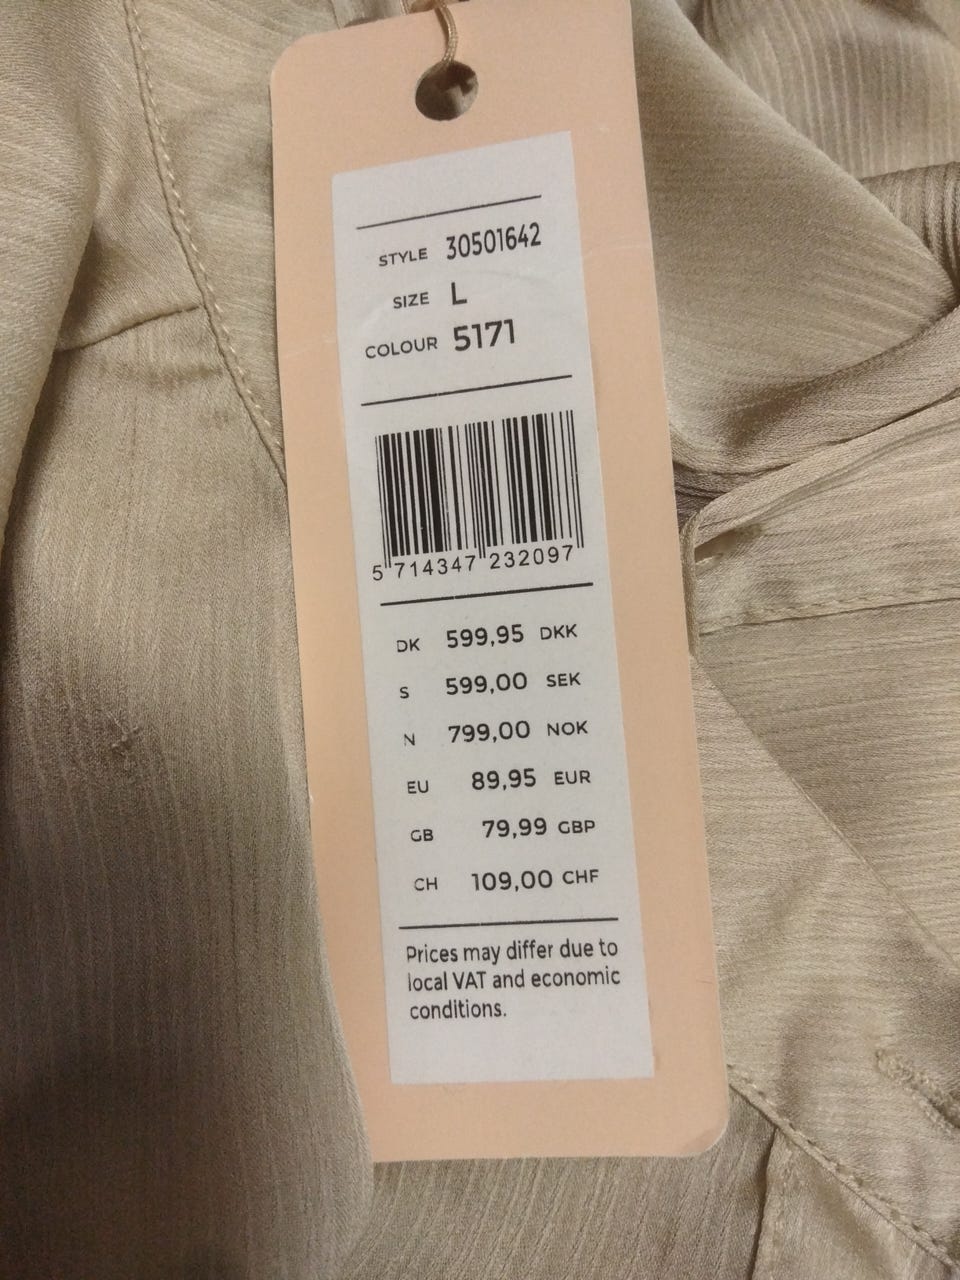 STYLE 30501642
SIZE L
COLOUR 5171
5 714347 232097
DK 599,95 DKK
S 599,00 SEK
N 799,00 NOK
EU 89,95 EUR
GB 79,99 GBP
CH 109,00 CHF
Prices may differ due to
local VAT and economic
conditions.